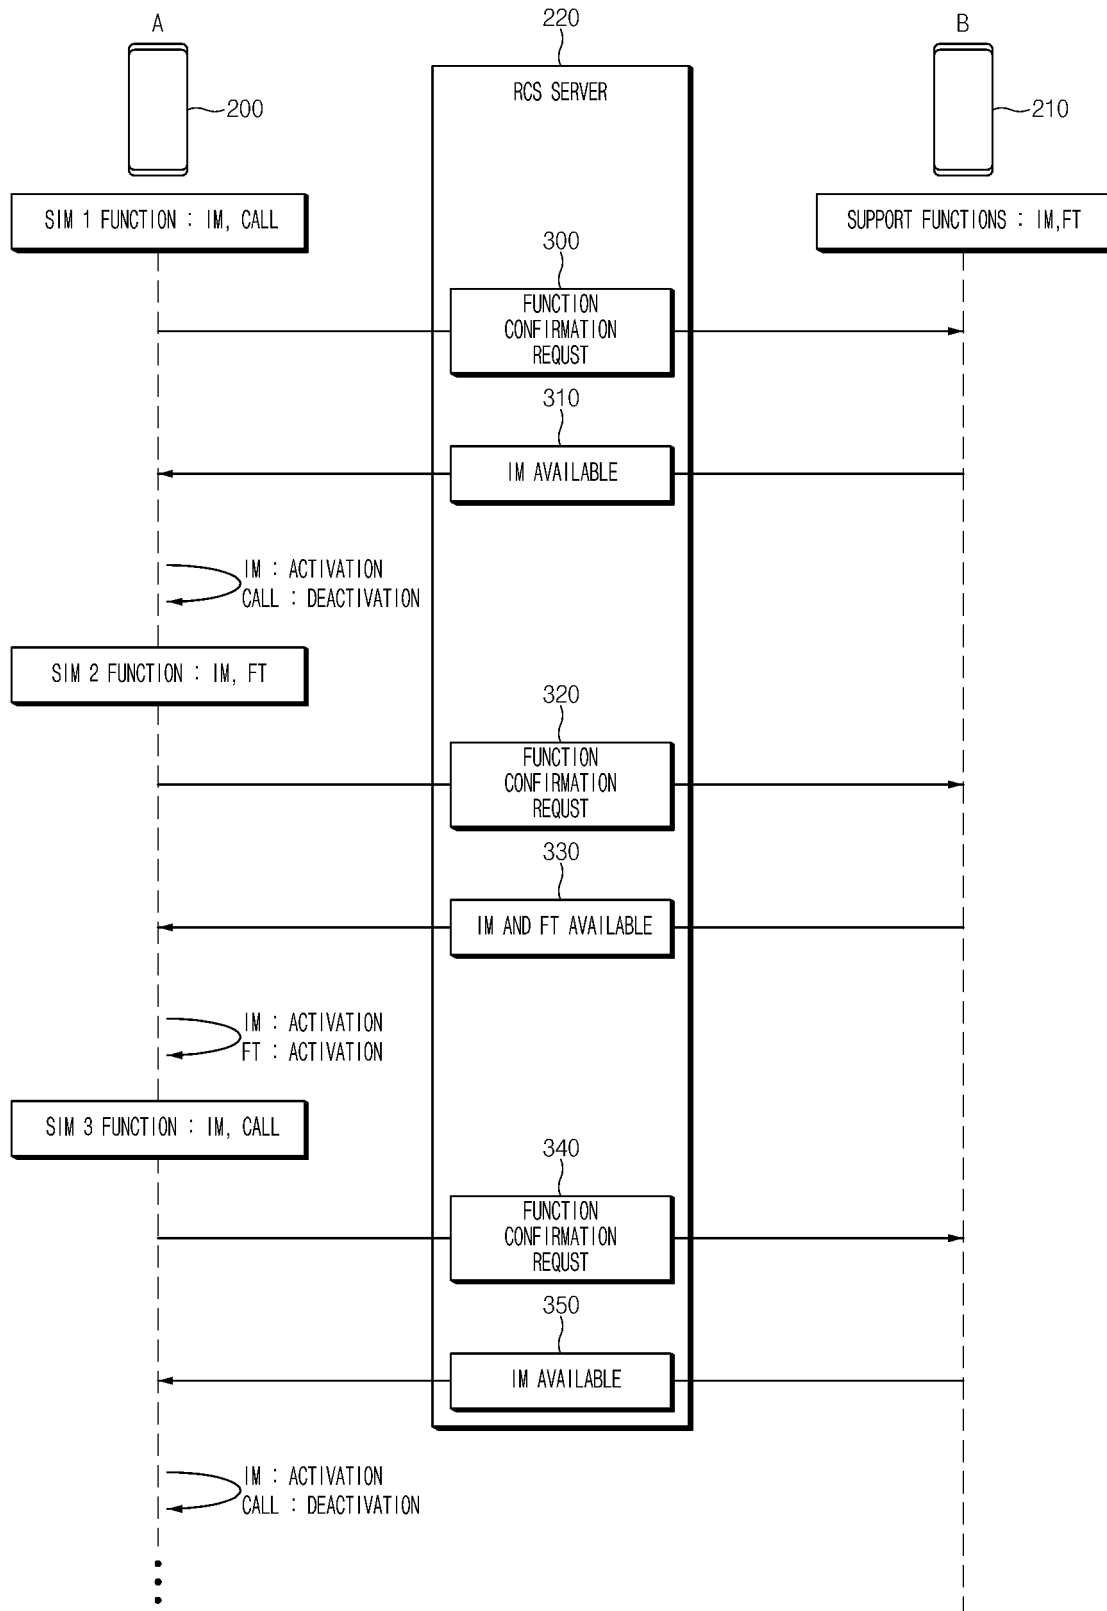 220
A
B
RCS SERVER
200
210
SIM 1 FUNCTION : IM, CALL
SUPPORT FUNCTIONS : IM,FT
300
FUNCTION
CONFIRMATION
REQUST
310
IM AVAILABLE
IM : ACTIVATION
CALL : DEACTIVATION
SIM 2 FUNCTION : IM, FT
320
FUNCTION
CONFIRMATION
REQUST
330
IM AND FT AVAILABLE
IM : ACTIVATION
FT : ACTIVATION
SIM 3 FUNCTION : IM, CALL
340
FUNCTION
CONFIRMATION
REQUST
350
IM AVAILABLE
IM : ACTIVATION
CALL : DEACTIVATION